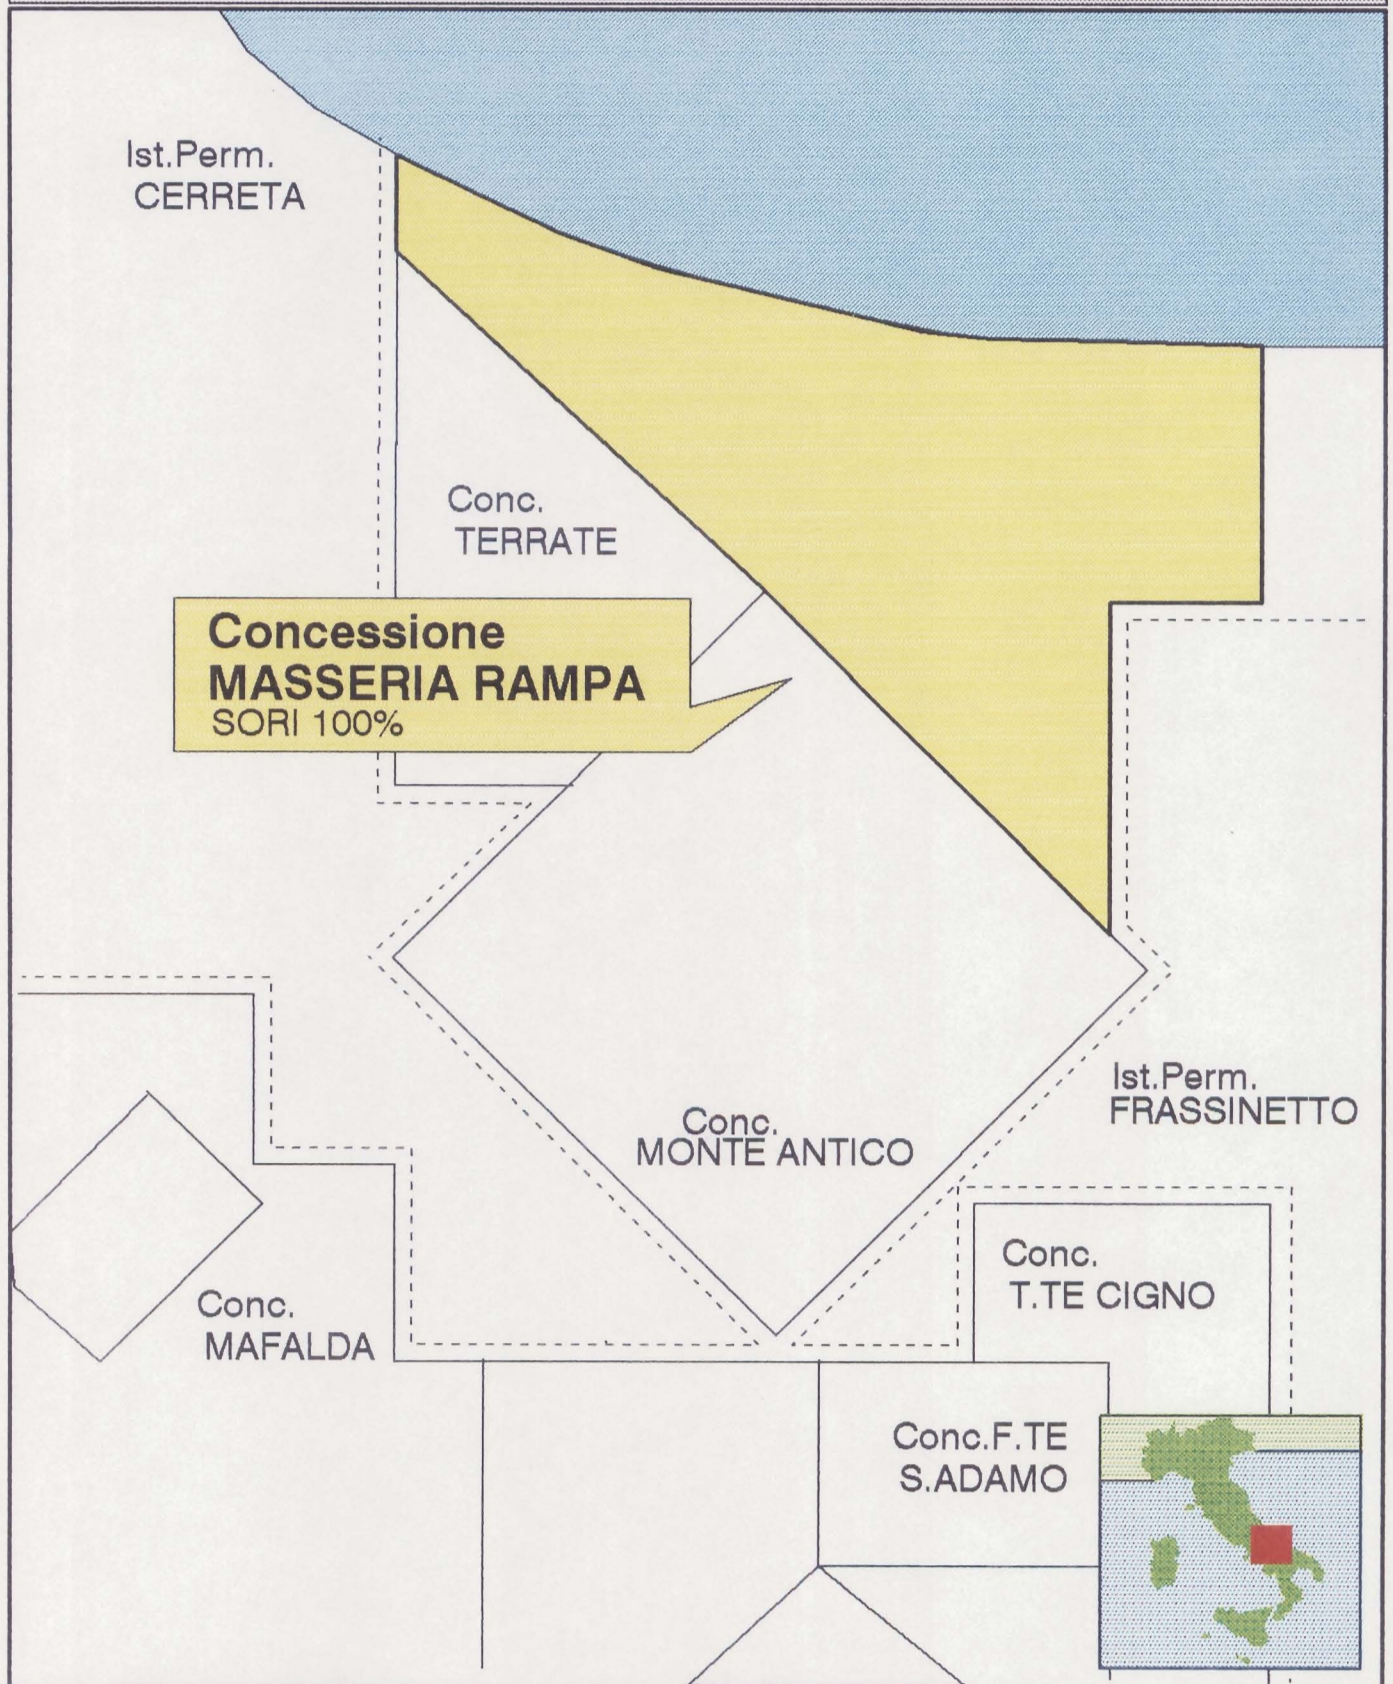 Ist.Perm.
CERRETA
Conc.
TERRATE
Concessione
MASSERIA RAMPA
SORI 100%
Ist.Perm.
FRASSINETTO
Conc.
MONTE ANTICO
Conc.
T.TE CIGNO
Conc.
MAFALDA
Conc.F.TE
S.ADAMO